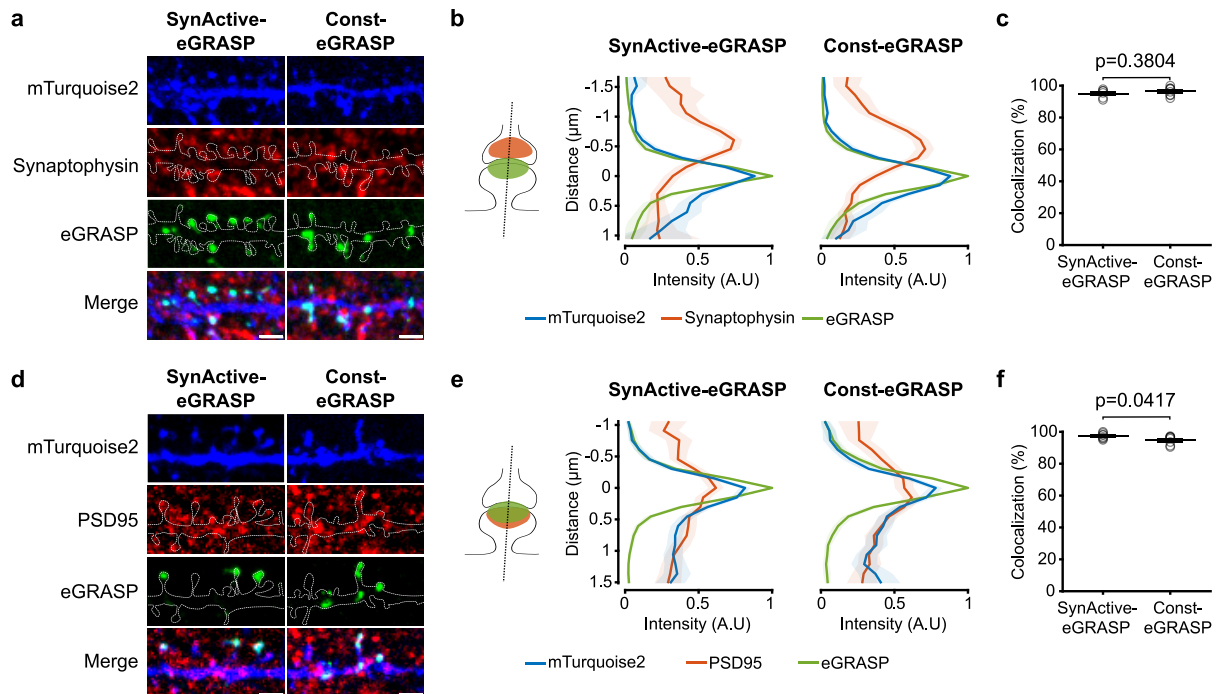 a
SynActive-
eGRASP
Const-
eGRASP
mTurquoise2
Synaptophysin
eGRASP
Merge
b
SynActive-eGRASP
Const-eGRASP
Distance (µm)
-1.5
-1
-0.5
0
0.5
1
0
0.5
1
Intensity (A.U)
0
0.5
1
Intensity (A.U)
mTurquoise2
Synaptophysin
eGRASP
c
p=0.3804
Colocalization (%)
100
80
60
40
20
0
SynActive-
eGRASP
Const-
eGRASP
d
SynActive-
eGRASP
Const-
eGRASP
mTurquoise2
PSD95
eGRASP
Merge
e
SynActive-eGRASP
Const-eGRASP
Distance (µm)
-1
-0.5
0
0.5
1
1.5
0
0.5
1
Intensity (A.U)
0
0.5
1
Intensity (A.U)
mTurquoise2
PSD95
eGRASP
f
p=0.0417
Colocalization (%)
100
80
60
40
20
0
SynActive-
eGRASP
Const-
eGRASP